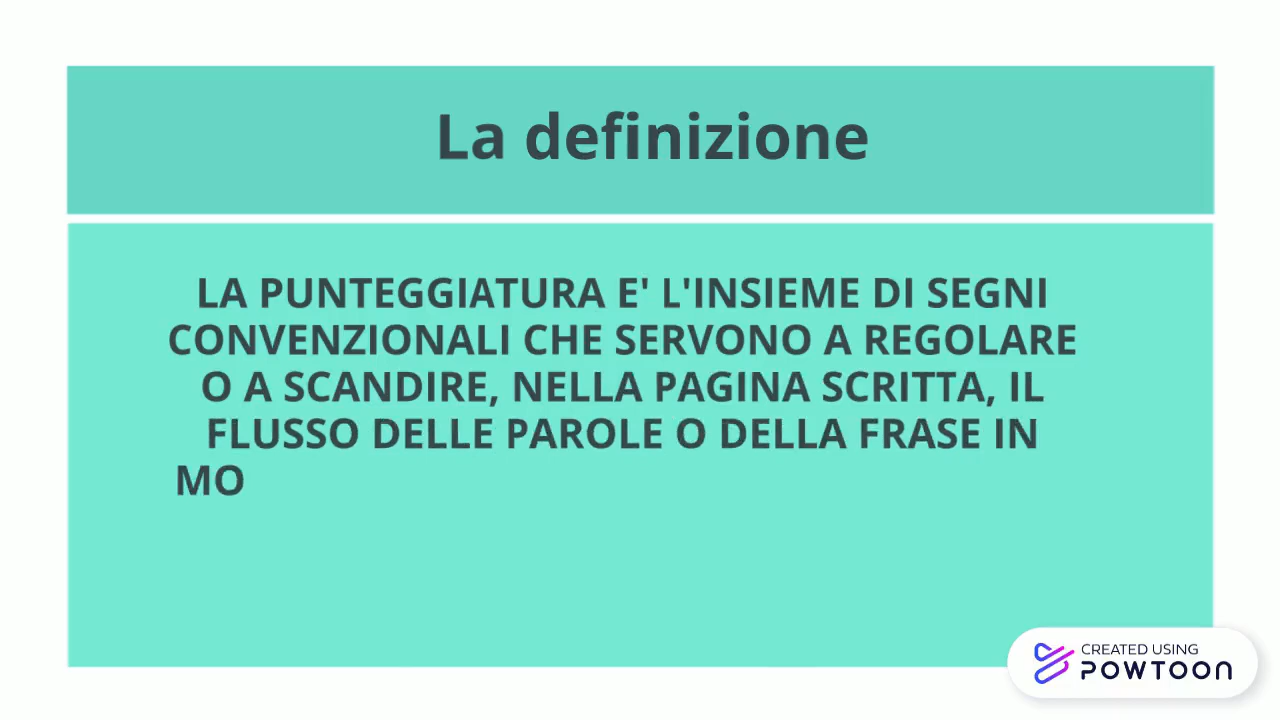 La definizione
LA PUNTEGGIATURA E' L'INSIEME DI SEGNI
CONVENZIONALI CHE SERVONO A REGOLARE
O A SCANDIRE, NELLA PAGINA SCRITTA, IL
FLUSSO DELLE PAROLE O DELLA FRASE IN
MO
CREATED USING
POWTOON